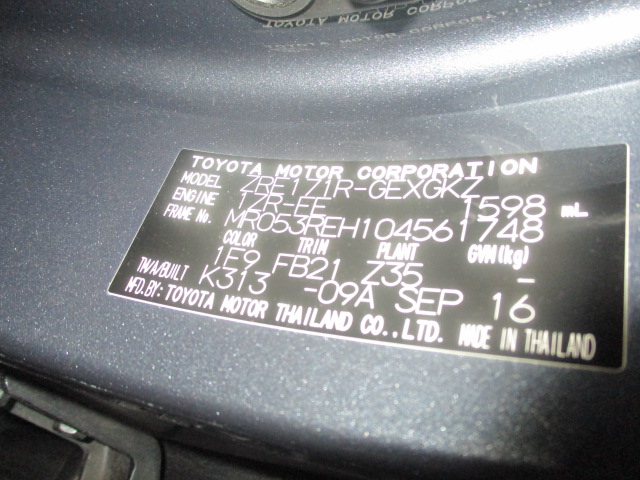 TOYOTA MOTOR CORPORATION
MODEL ZRE171R-GEXGKZ
ENGINE 1ZR-FE 1598 mL
FRAME No. MR053REH104561748
COLOR TRIM PLANT GVM(kg)
1F9 FB21 Z35 -
TM/A/BUILT K313 -09A SEP 16
MFD.BY: TOYOTA MOTOR THAILAND CO.,LTD. MADE IN THAILAND